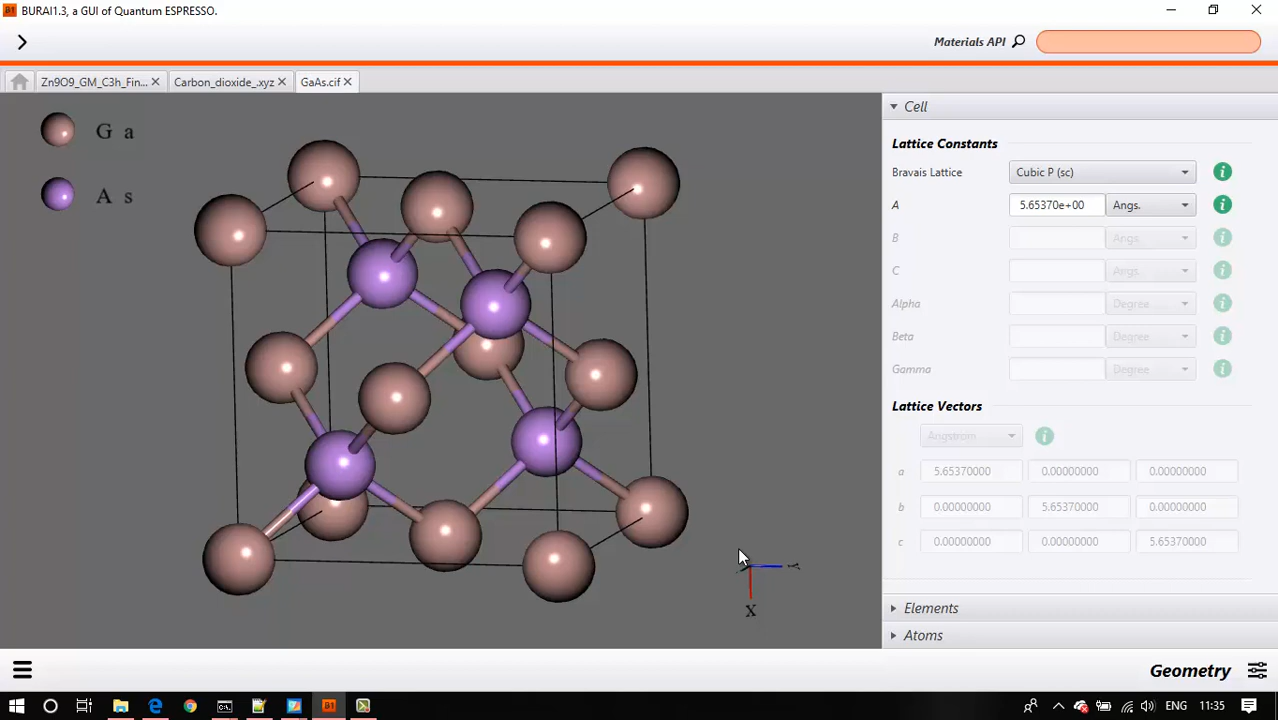 BURAI1.3, a GUI of Quantum ESPRESSO.
Materials API
Zn9O9_GM_C3h_Fin...
Carbon_dioxide_.xyz
GaAs.cif
G a
A s
Cell
Lattice Constants
Bravais Lattice Cubic P (sc)
A 5.65370e+00 Angs.
B Angs.
C Angs.
Alpha Degree
Beta Degree
Gamma Degree
Lattice Vectors
Angstrom
a 5.65370000 0.00000000 0.00000000
b 0.00000000 5.65370000 0.00000000
c 0.00000000 0.00000000 5.65370000
Y
X
Elements
Atoms
Geometry
ENG 11:35